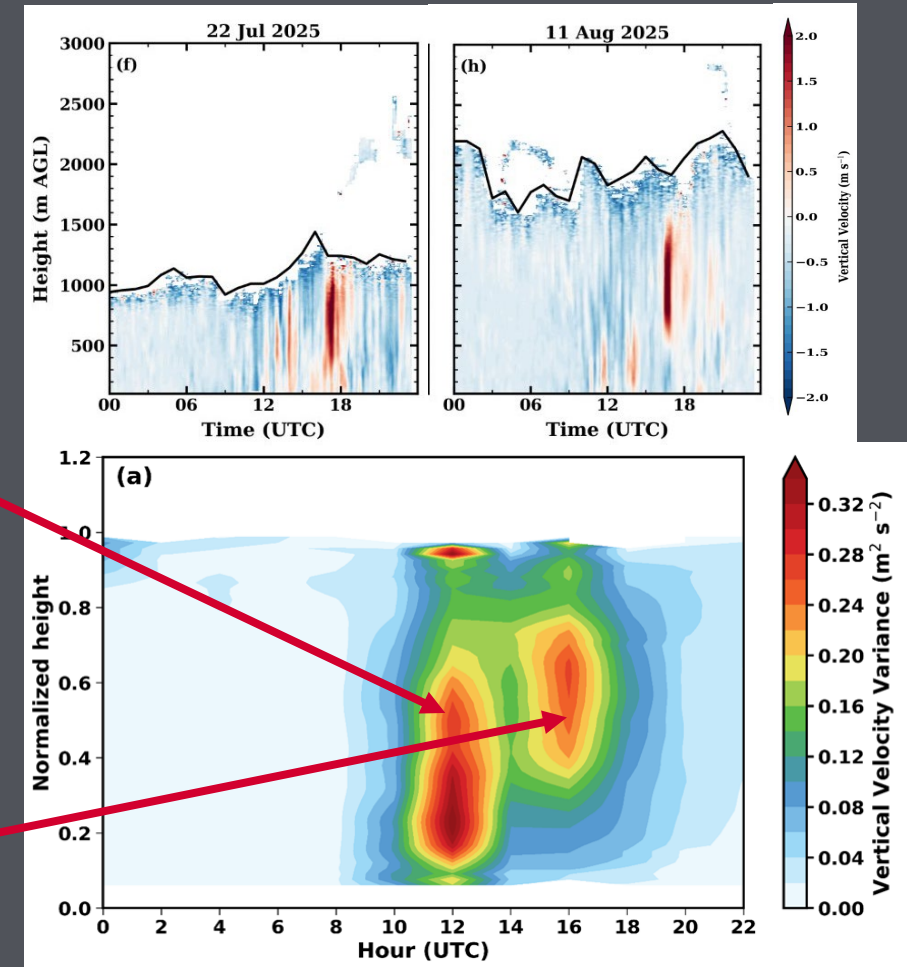 22 Jul 2025
11 Aug 2025
(f)
(h)
3000
2500
2000
1500
1000
500
Height (m AGL)
00 06 12 18
Time (UTC)
00 06 12 18
Time (UTC)
2.0
1.5
1.0
0.5
0.0
−0.5
−1.0
−1.5
−2.0
Vertical Velocity (m s⁻¹)
(a)
1.2
1.0
0.8
0.6
0.4
0.2
0.0
Normalized height
0 2 4 6 8 10 12 14 16 18 20 22
Hour (UTC)
0.32
0.28
0.24
0.20
0.16
0.12
0.08
0.04
0.00
Vertical Velocity Variance (m² s⁻²)